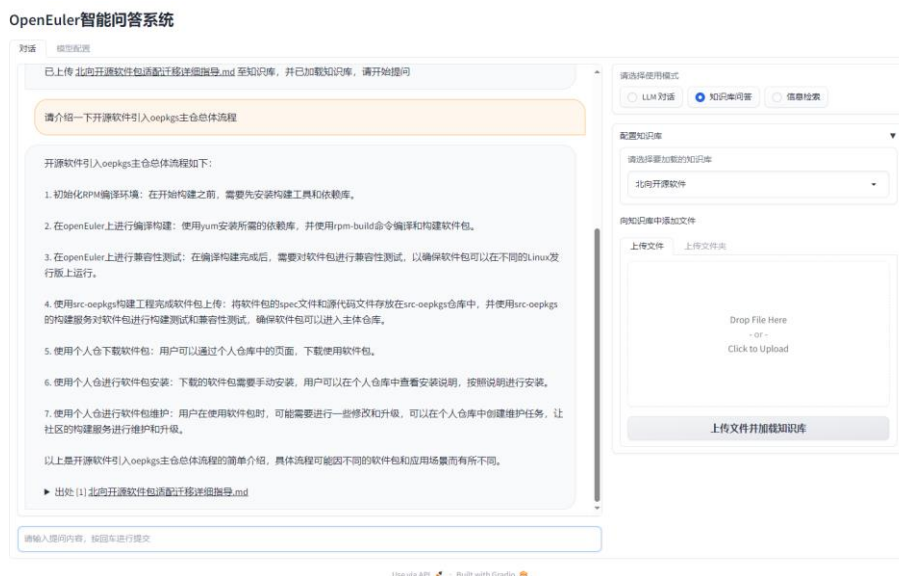 OpenEuler智能问答系统
对话 模型配置
已上传 北向开源软件包适配迁移详细指导.md 至知识库，并已加载知识库，请开始提问
请介绍一下开源软件引入oepkgs主仓总体流程
开源软件引入oepkgs主仓总体流程如下：
1. 初始化RPM编译环境：在开始构建之前，需要先安装构建工具和依赖库。
2. 在openEuler上进行编译构建：使用yum安装所需的依赖库，并使用rpm-build命令编译和构建软件包。
3. 在openEuler上进行兼容性测试：在编译构建完成后，需要对软件包进行兼容性测试，以确保软件包可以在不同的Linux发
行版上运行。
4. 使用src-oepkgs构建工程完成软件包上传：将软件包的spec文件和源代码文件存放在src-oepkgs仓库中，并使用src-oepkgs
的构建服务对软件包进行构建测试和兼容性测试，确保软件包可以进入主体仓库。
5. 使用个人仓下载软件包：用户可以通过个人仓库中的页面，下载使用软件包。
6. 使用个人仓进行软件包安装：下载的软件包需要手动安装，用户可以在个人仓库中查看安装说明，按照说明进行安装。
7. 使用个人仓进行软件包维护：用户在使用软件包时，可能需要进行一些修改和升级，可以在个人仓库中创建维护任务，让
社区的构建服务进行维护和升级。
以上是开源软件引入oepkgs主仓总体流程的简单介绍，具体流程可能因不同的软件包和应用场景而有所不同。
出处 [1] 北向开源软件包适配迁移详细指导.md
请输入提问内容，按回车进行提交
请选择使用模式
LLM 对话 知识库问答 信息检索
配置知识库
请选择要加载的知识库
北向开源软件
向知识库中添加文件
上传文件 上传文件夹
Drop File Here
- or -
Click to Upload
上传文件并加载知识库
Use via API · Built with Gradio